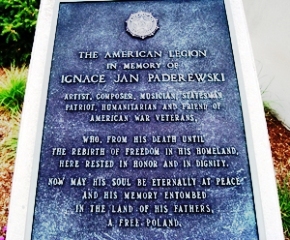 THE AMERICAN LEGION
IN MEMORY OF
IGNACE JAN PADEREWSKI
ARTIST, COMPOSER, MUSICIAN, STATESMAN
PATRIOT, HUMANITARIAN AND FRIEND OF
AMERICAN WAR VETERANS.
WHO, FROM HIS DEATH UNTIL
THE REBIRTH OF FREEDOM IN HIS HOMELAND,
HERE RESTED IN HONOR AND IN DIGNITY.
NOW MAY HIS SOUL BE ETERNALLY AT PEACE
AND HIS MEMORY ENTOMBED
IN THE LAND OF HIS FATHERS,
A FREE POLAND.